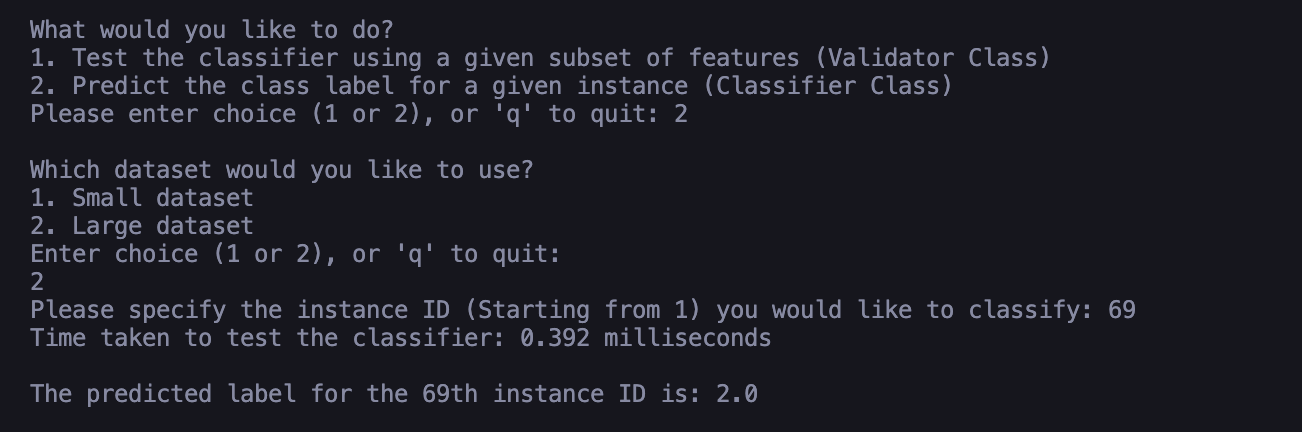 What would you like to do?
1. Test the classifier using a given subset of features (Validator Class)
2. Predict the class label for a given instance (Classifier Class)
Please enter choice (1 or 2), or 'q' to quit: 2
Which dataset would you like to use?
1. Small dataset
2. Large dataset
Enter choice (1 or 2), or 'q' to quit:
2
Please specify the instance ID (Starting from 1) you would like to classify: 69
Time taken to test the classifier: 0.392 milliseconds
The predicted label for the 69th instance ID is: 2.0